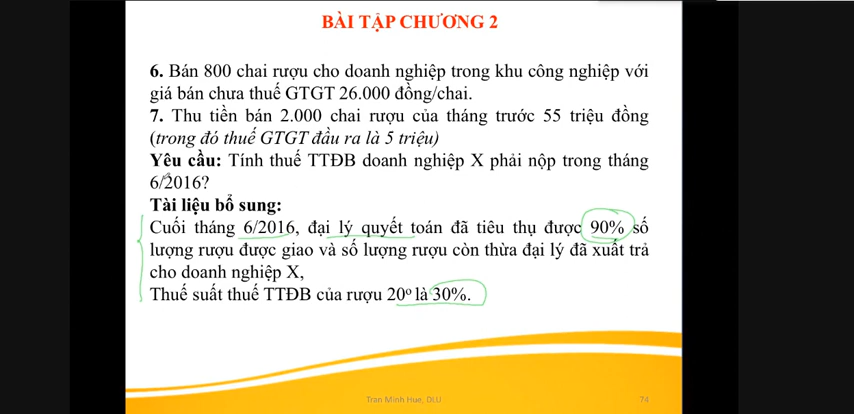 BÀI TẬP CHƯƠNG 2
6. Bán 800 chai rượu cho doanh nghiệp trong khu công nghiệp với
giá bán chưa thuế GTGT 26.000 đồng/chai.
7. Thu tiền bán 2.000 chai rượu của tháng trước 55 triệu đồng
(trong đó thuế GTGT đầu ra là 5 triệu)
Yêu cầu: Tính thuế TTĐB doanh nghiệp X phải nộp trong tháng
6/2016?
Tài liệu bổ sung:
Cuối tháng 6/2016, đại lý quyết toán đã tiêu thụ được 90% số
lượng rượu được giao và số lượng rượu còn thừa đại lý đã xuất trả
cho doanh nghiệp X,
Thuế suất thuế TTĐB của rượu 20º là 30%.
Tran Minh Hue, DLU
74